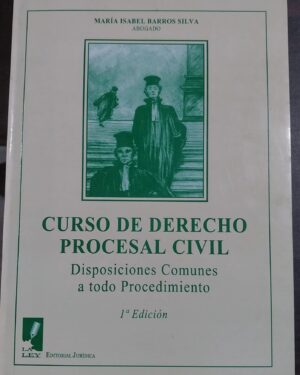 MARÍA ISABEL BARROS SILVA
ABOGADO
CURSO DE DERECHO
PROCESAL CIVIL
Disposiciones Comunes
a todo Procedimiento
1ª Edición
LA
LEY
EDITORIAL JURÍDICA